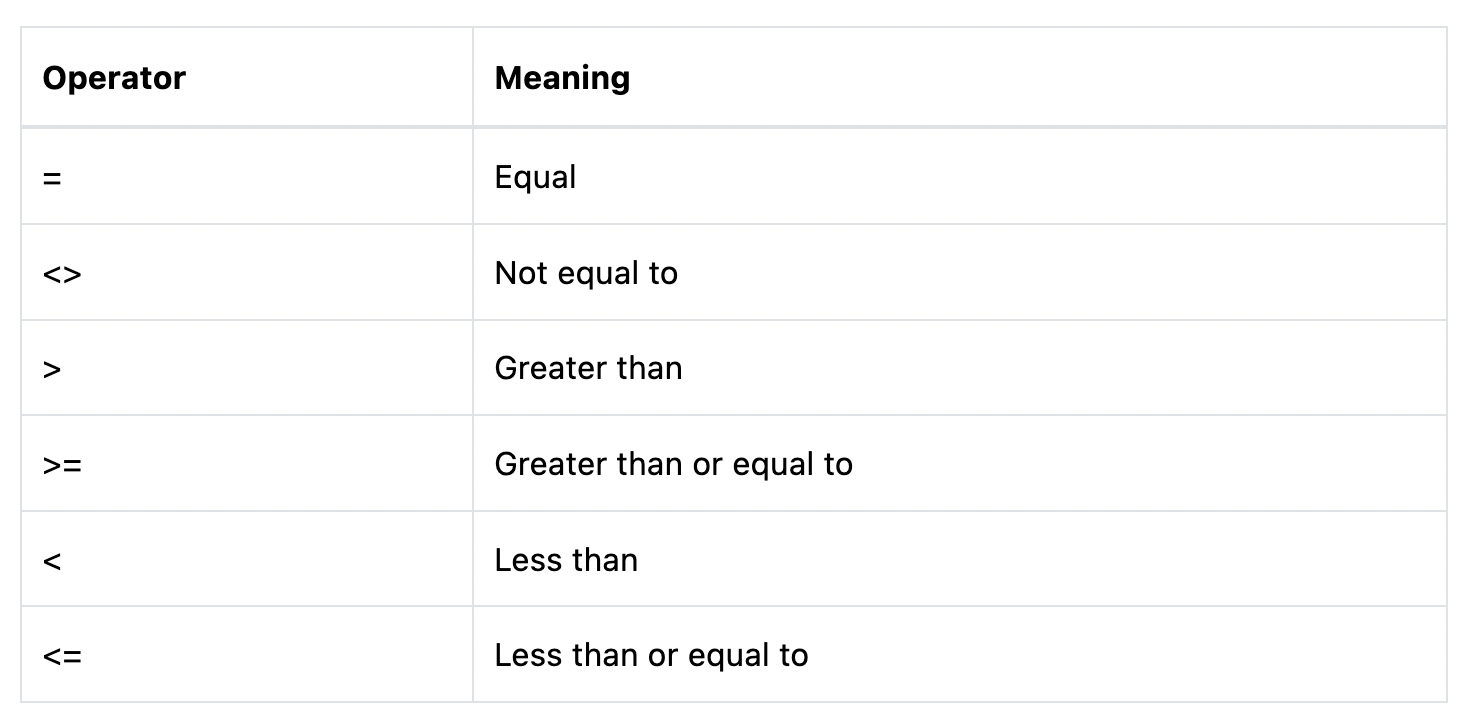 Operator Meaning
= Equal
<> Not equal to
> Greater than
>= Greater than or equal to
< Less than
<= Less than or equal to